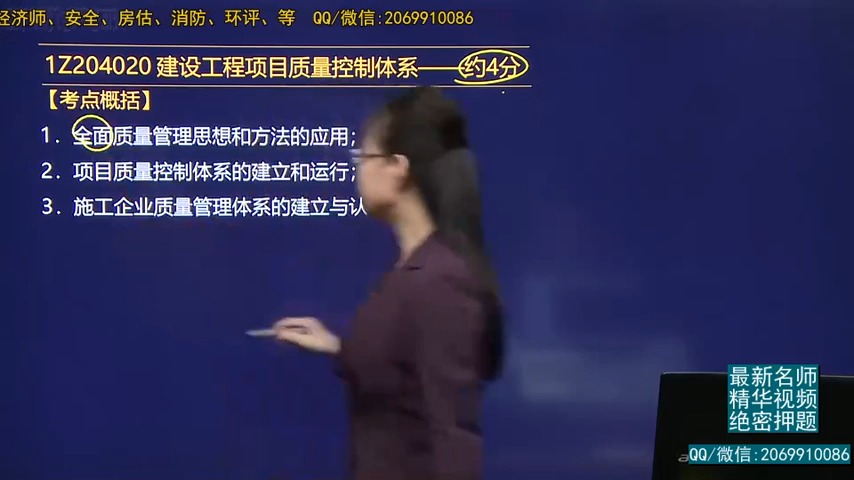 经济师、安全、房估、消防、环评、等 QQ/微信:2069910086
1Z204020 建设工程项目质量控制体系——约4分
【考点概括】
1. 全面质量管理思想和方法的应用;
2. 项目质量控制体系的建立和运行;
3. 施工企业质量管理体系的建立与认
最新名师
精华视频
绝密押题
QQ/微信:2069910086